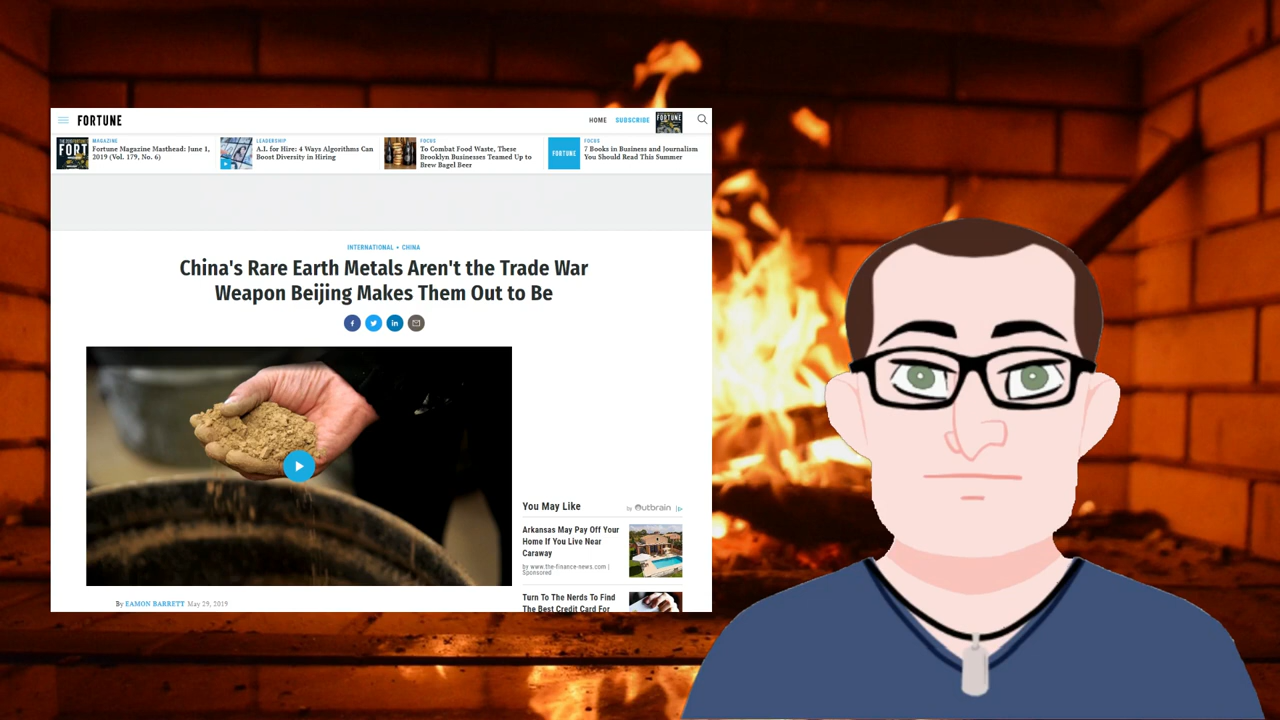 FORTUNE
HOME
SUBSCRIBE
FORTUNE
FORT
MAGAZINE
Fortune Magazine Masthead: June 1,
2019 (Vol. 179, No. 6)
LEADERSHIP
A.I. for Hire: 4 Ways Algorithms Can
Boost Diversity in Hiring
FOCUS
To Combat Food Waste, These
Brooklyn Businesses Teamed Up to
Brew Bagel Beer
FORTUNE
FOCUS
7 Books in Business and Journalism
You Should Read This Summer
INTERNATIONAL • CHINA
China's Rare Earth Metals Aren't the Trade War
Weapon Beijing Makes Them Out to Be
You May Like
by Outbrain
Arkansas May Pay Off Your
Home If You Live Near
Caraway
by www.the-finance-news.com |
Sponsored
Turn To The Nerds To Find
The Best Credit Card For
By EAMON BARRETT May 29, 2019